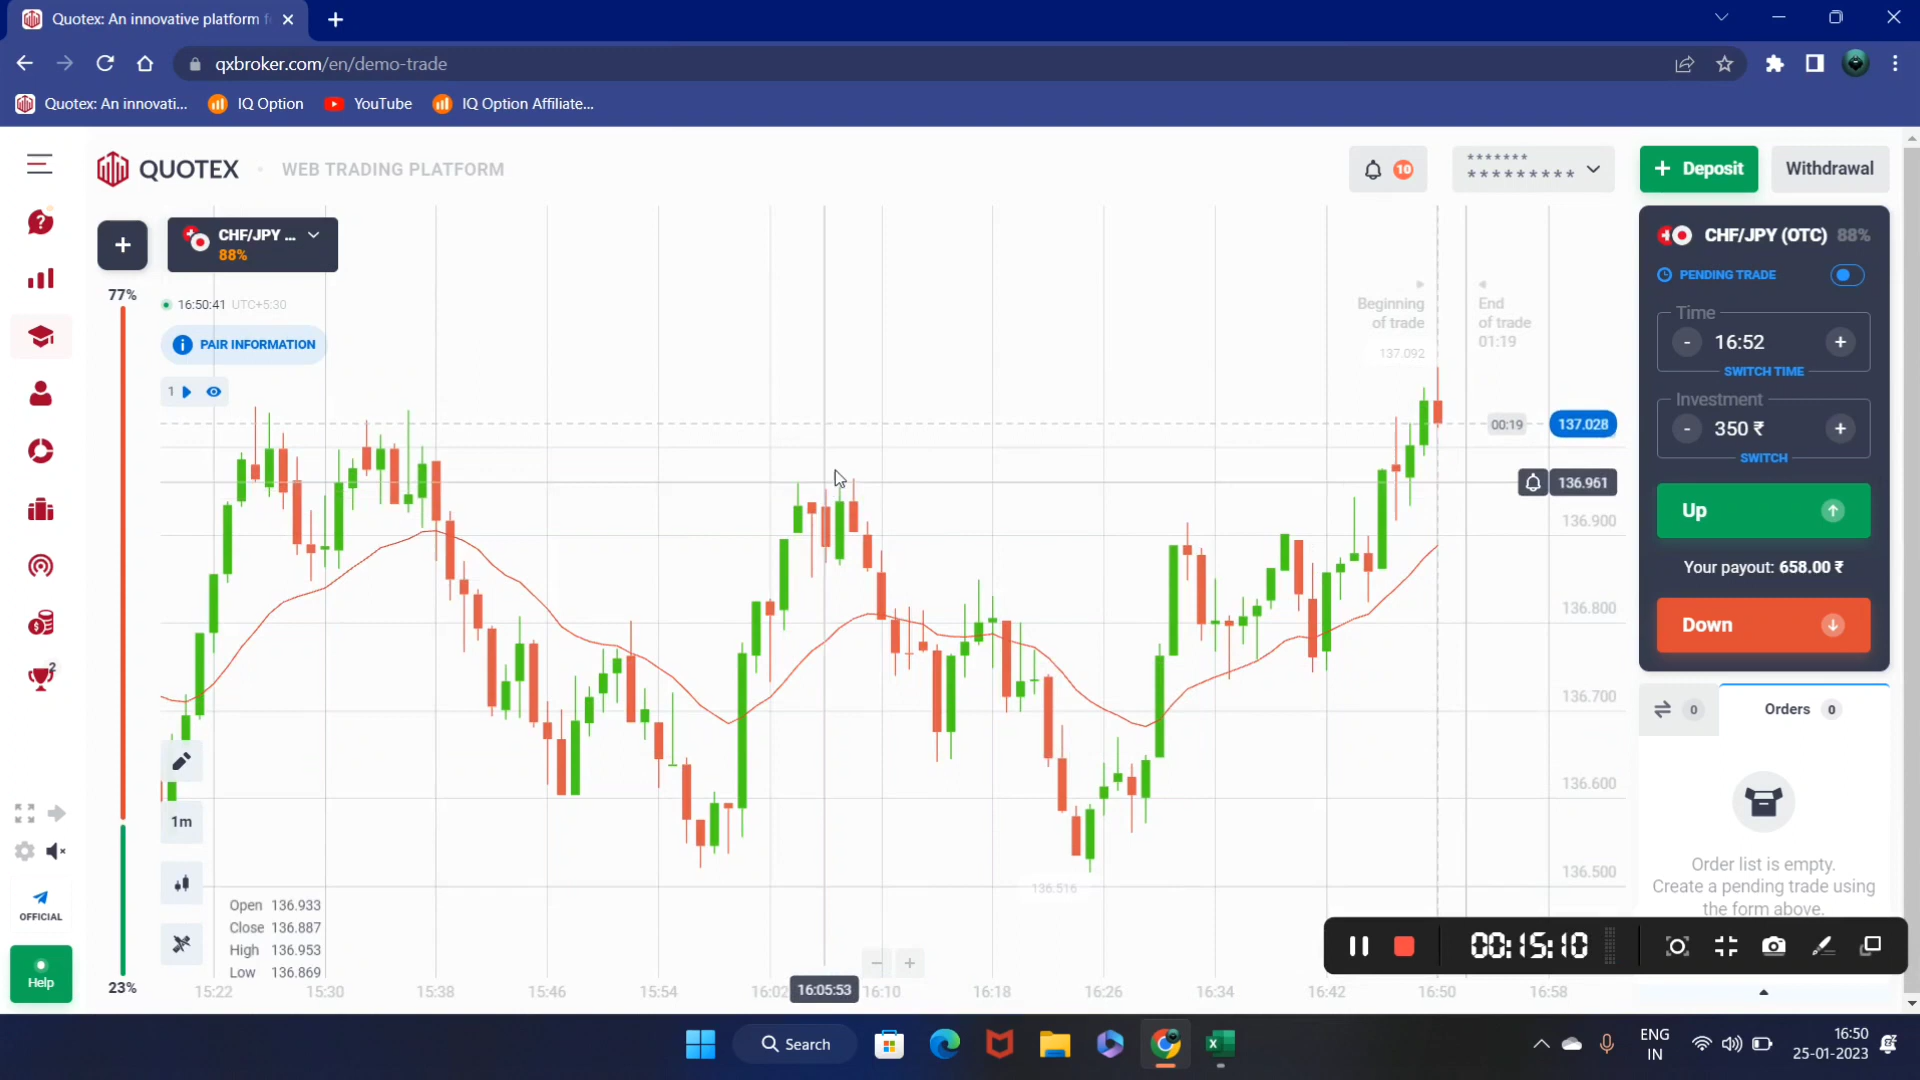 Quotex: An innovative platform f
qxbroker.com/en/demo-trade
Quotex: An innovati...
IQ Option
YouTube
IQ Option Affiliate...
QUOTEX
WEB TRADING PLATFORM
10
*******
*********
+ Deposit
Withdrawal
+
CHF/JPY ...
88%
77%
16:50:41 UTC+5:30
PAIR INFORMATION
1
Beginning
of trade
End
of trade
01:19
137.092
00:19
137.028
136.961
136.900
136.800
136.700
136.600
136.500
136.516
CHF/JPY (OTC) 88%
PENDING TRADE
Time
- 16:52 +
SWITCH TIME
Investment
- 350 ₹ +
SWITCH
Up
Your payout: 658.00 ₹
Down
0
Orders 0
Order list is empty.
Create a pending trade using
the form above.
2
1m
OFFICIAL
Help
23%
Open 136.933
Close 136.887
High 136.953
Low 136.869
- +
15:22
15:30
15:38
15:46
15:54
16:02
16:05:53
16:10
16:18
16:26
16:34
16:42
16:50
16:58
00:15:10
Search
ENG
IN
16:50
25-01-2023